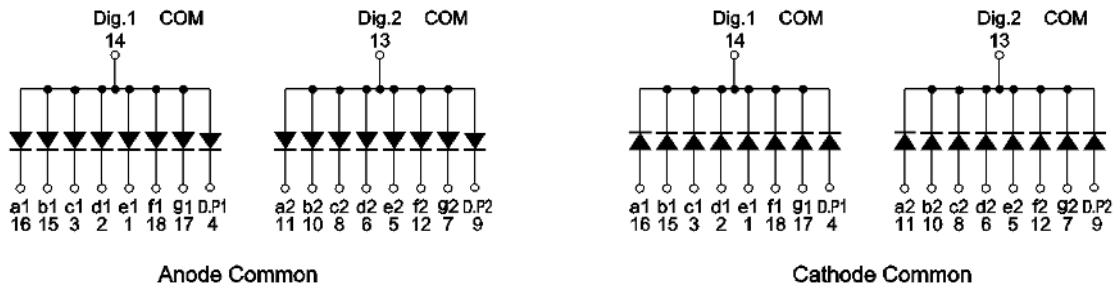 Dig.1 COM
14
Dig.2 COM
13
Dig.1 COM
14
Dig.2 COM
13
a1 b1 c1 d1 e1 f1 g1 D.P1
16 15 3 2 1 18 17 4
a2 b2 c2 d2 e2 f2 g2 D.P2
11 10 8 6 5 12 7 9
a1 b1 c1 d1 e1 f1 g1 D.P1
16 15 3 2 1 18 17 4
a2 b2 c2 d2 e2 f2 g2 D.P2
11 10 8 6 5 12 7 9
Anode Common
Cathode Common